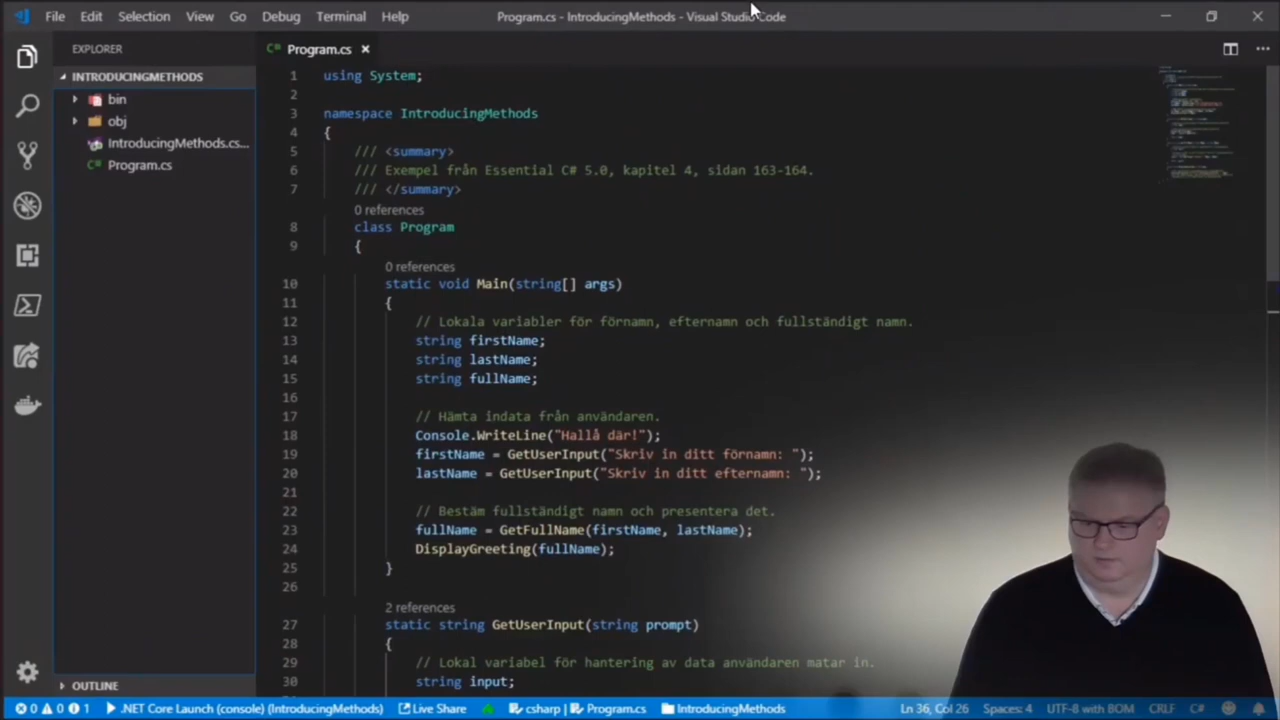 File Edit Selection View Go Debug Terminal Help
Program.cs - IntroducingMethods - Visual Studio Code
EXPLORER
Program.cs
INTRODUCINGMETHODS
bin
obj
IntroducingMethods.cs...
Program.cs
OUTLINE
1 using System;
2
3 namespace IntroducingMethods
4 {
5 /// <summary>
6 /// Exempel från Essential C# 5.0, kapitel 4, sidan 163-164.
7 /// </summary>
0 references
8 class Program
9 {
0 references
10 static void Main(string[] args)
11 {
12 // Lokala variabler för förnamn, efternamn och fullständigt namn.
13 string firstName;
14 string lastName;
15 string fullName;
16
17 // Hämta indata från användaren.
18 Console.WriteLine("Hallå där!");
19 firstName = GetUserInput("Skriv in ditt förnamn: ");
20 lastName = GetUserInput("Skriv in ditt efternamn: ");
21
22 // Bestäm fullständigt namn och presentera det.
23 fullName = GetFullName(firstName, lastName);
24 DisplayGreeting(fullName);
25 }
26
2 references
27 static string GetUserInput(string prompt)
28 {
29 // Lokal variabel för hantering av data användaren matar in.
30 string input;
0 0 1 .NET Core Launch (console) (IntroducingMethods) Live Share csharp | Program.cs IntroducingMethods Ln 36, Col 26 Spaces: 4 UTF-8 with BOM CRLF C#